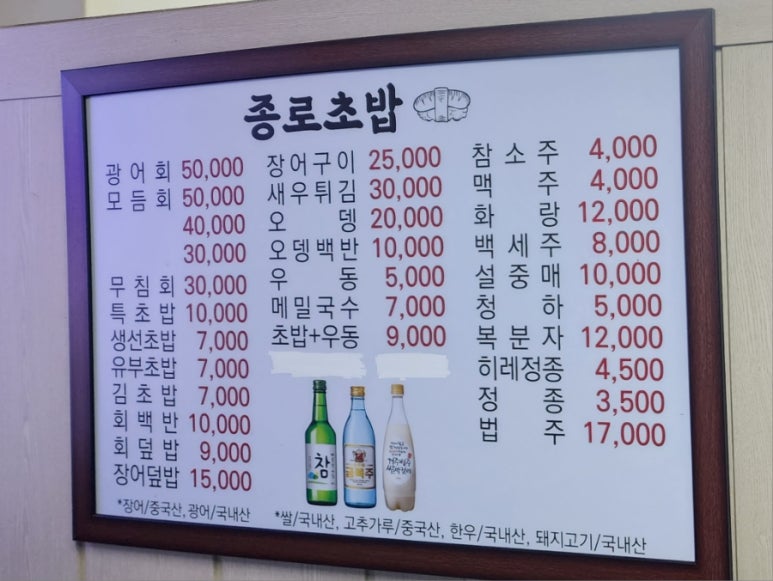 종로초밥
광어회 50,000
모듬회 50,000
40,000
30,000
무침회 30,000
특초밥 10,000
생선초밥 7,000
유부초밥 7,000
김초밥 7,000
회백반 10,000
회덮밥 9,000
장어덮밥 15,000
장어구이 25,000
새우튀김 30,000
오뎅 20,000
오뎅백반 10,000
우동 5,000
메밀국수 7,000
초밥+우동 9,000
참소주 4,000
맥주 4,000
화랑 12,000
백세주 8,000
설중매 10,000
청하 5,000
복분자 12,000
히레정종 4,500
정종 3,500
법주 17,000
참
*장어/중국산, 광어/국내산
*쌀/국내산, 고추가루/중국산, 한우/국내산, 돼지고기/국내산